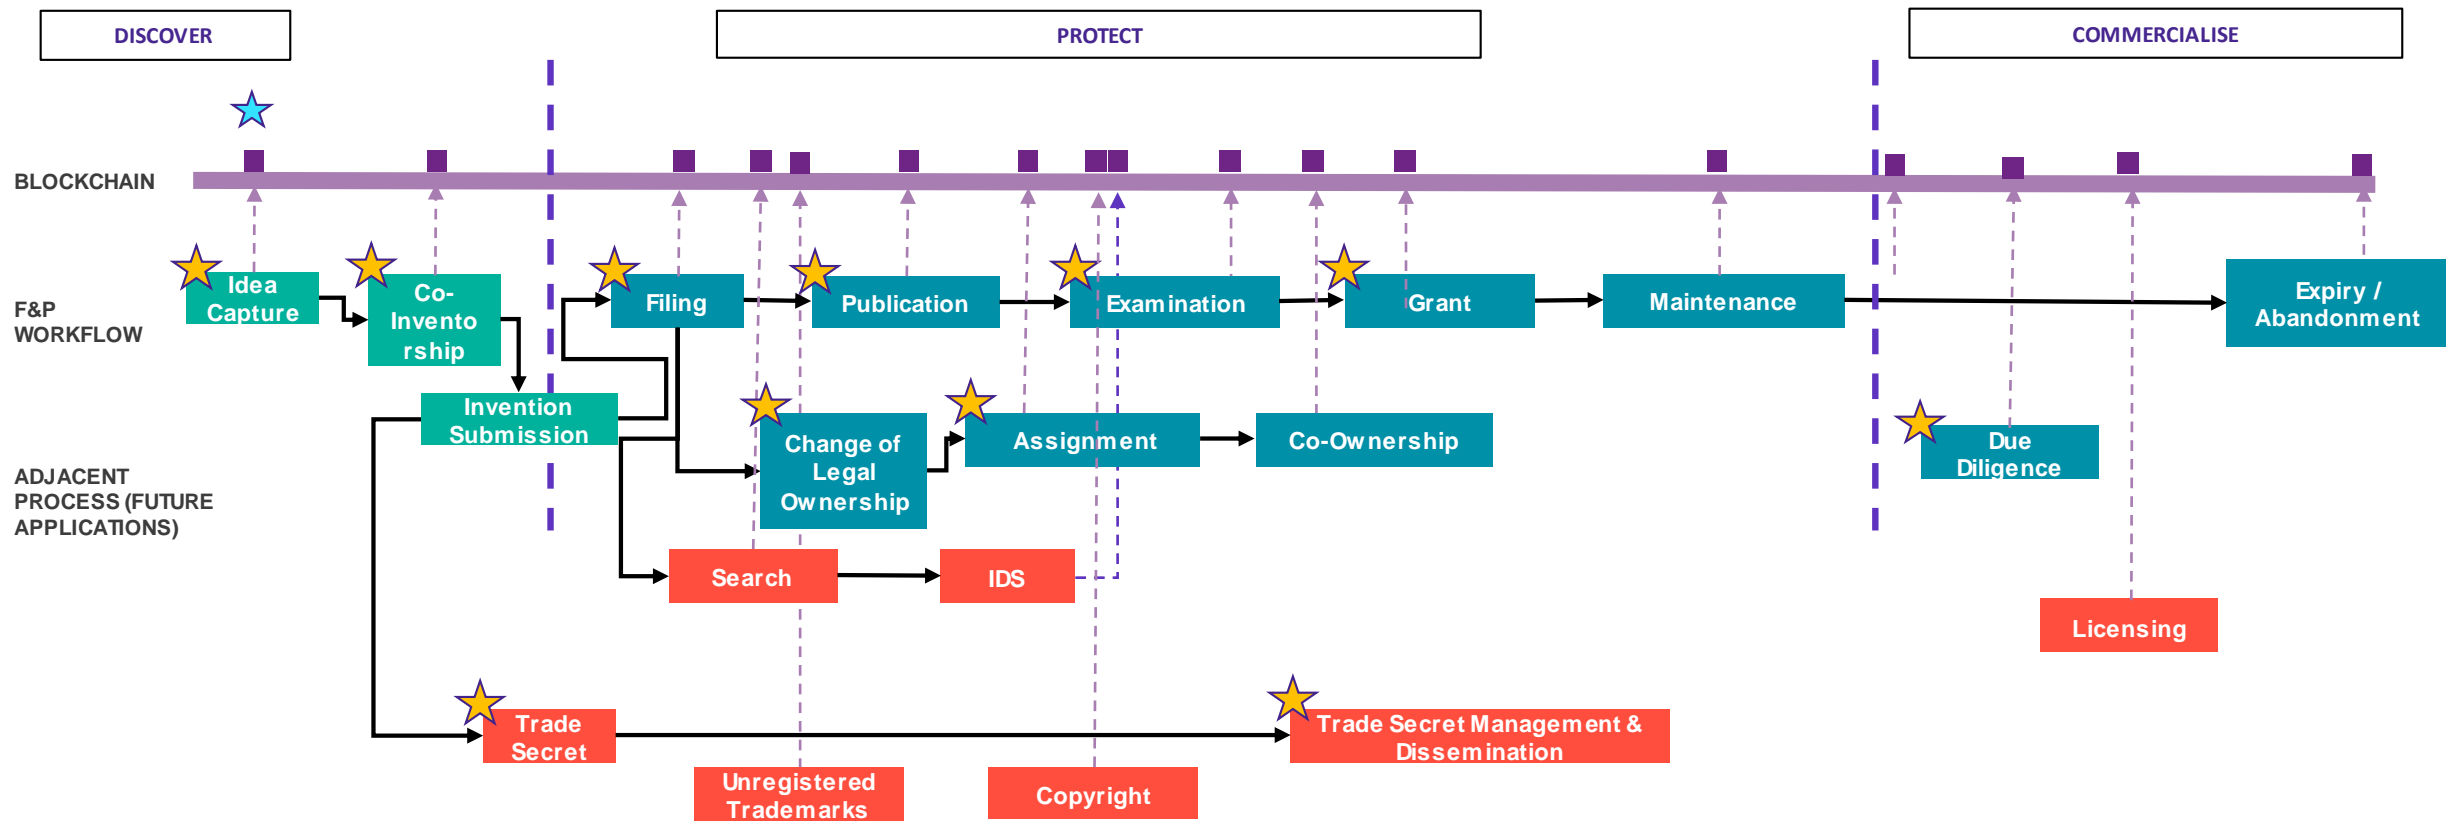 DISCOVER
PROTECT
COMMERCIALISE
BLOCKCHAIN
F&P
WORKFLOW
Idea
Capture
Co-
Invento
rship
Filing
Publication
Examination
Grant
Maintenance
Expiry /
Abandonment
Invention
Submission
ADJACENT
PROCESS (FUTURE
APPLICATIONS)
Change of
Legal
Ownership
Assignment
Co-Ownership
Due
Diligence
Search
IDS
Licensing
Trade
Secret
Trade Secret Management &
Dissemination
Unregistered
Trademarks
Copyright